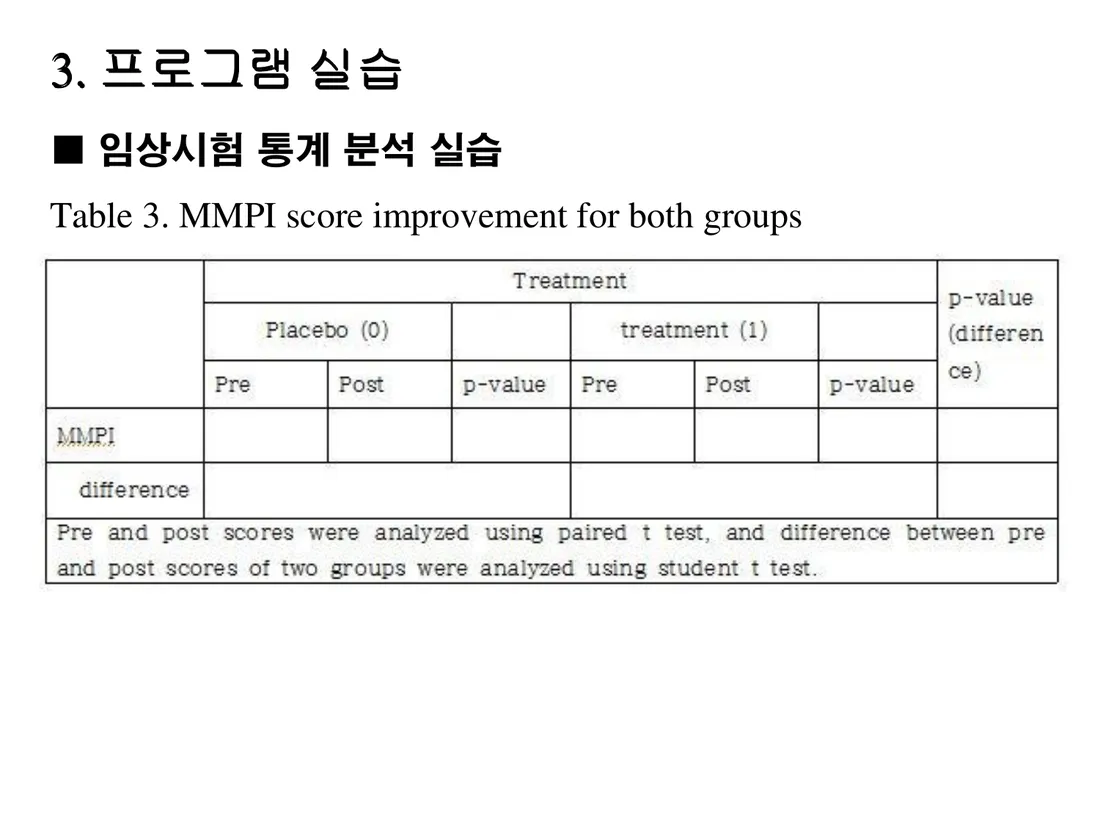 3. 프로그램 실습
■ 임상시험 통계 분석 실습
Table 3. MMPI score improvement for both groups
Treatment
p-value
(differen
ce)
Placebo (0)
treatment (1)
Pre
Post
p-value
Pre
Post
p-value
MMPI
difference
Pre and post scores were analyzed using paired t test, and difference between pre
and post scores of two groups were analyzed using student t test.